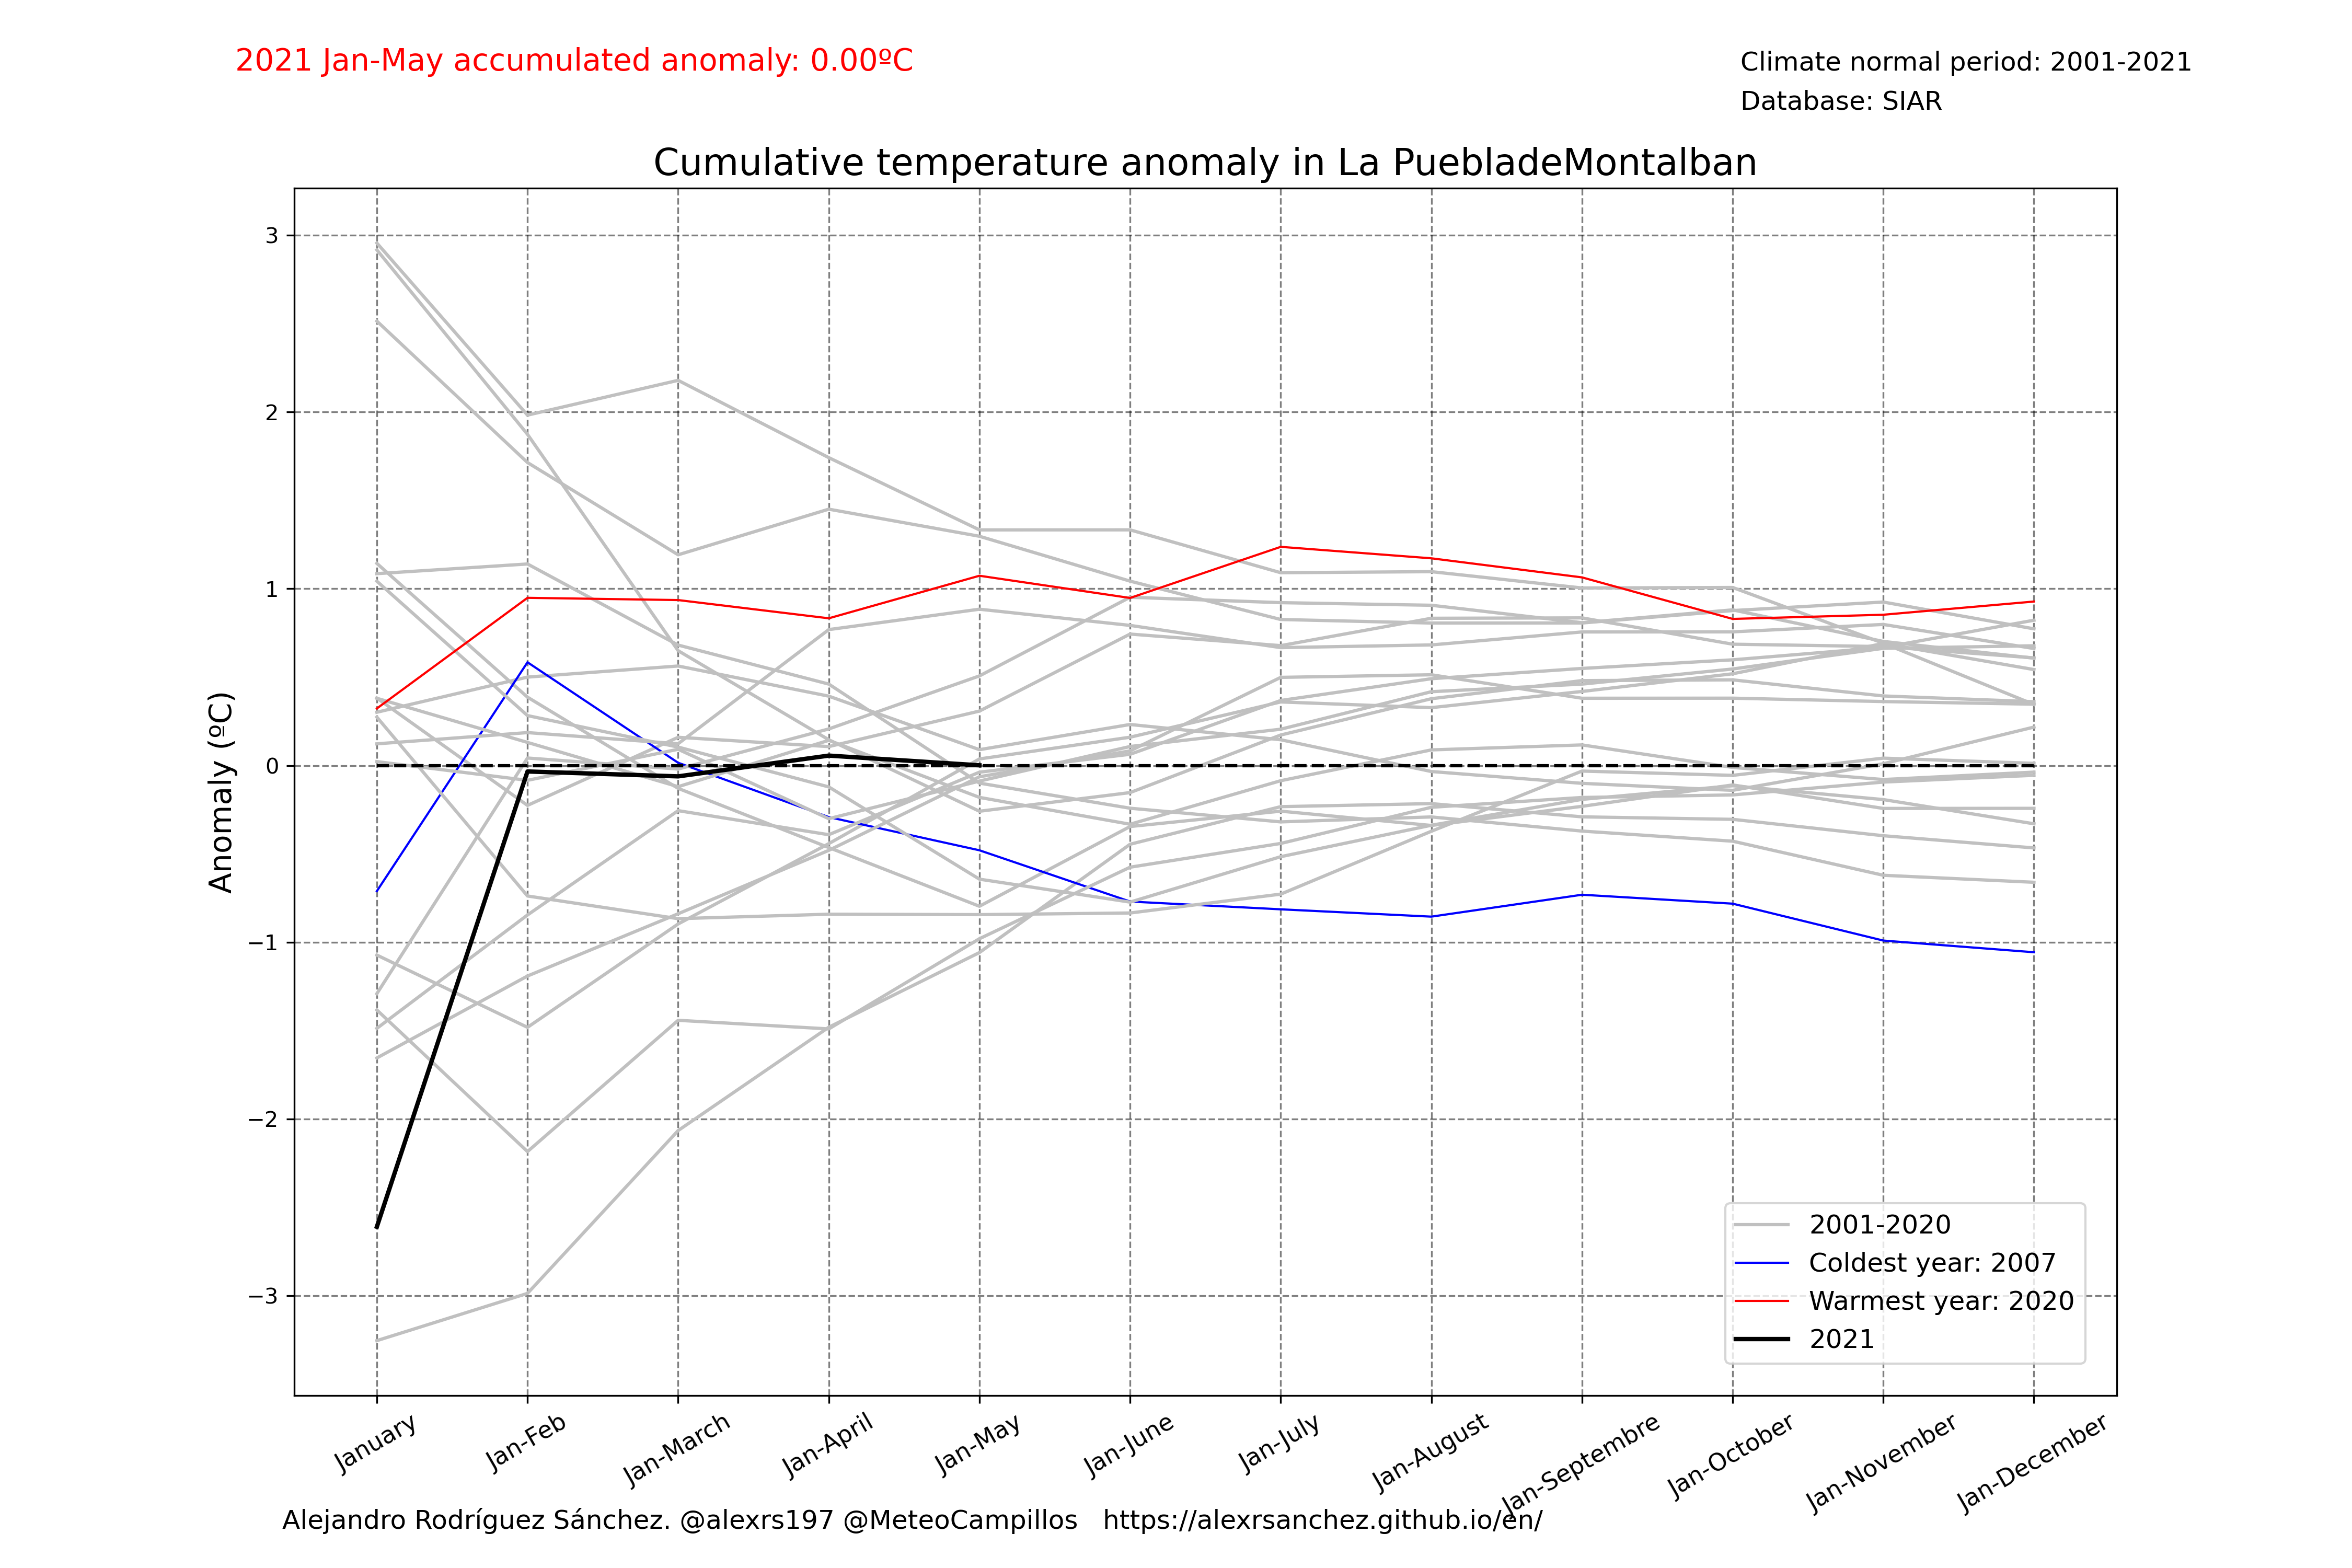 2021 Jan-May accumulated anomaly: 0.00ºC
Climate normal period: 2001-2021
Database: SIAR
Cumulative temperature anomaly in La PuebladeMontalban
Anomaly (ºC)
3
2
1
0
−1
−2
−3
2001-2020
Coldest year: 2007
Warmest year: 2020
2021
January
Jan-Feb
Jan-March
Jan-April
Jan-May
Jan-June
Jan-July
Jan-August
Jan-Septembre
Jan-October
Jan-November
Jan-December
Alejandro Rodríguez Sánchez. @alexrs197 @MeteoCampillos   https://alexrsanchez.github.io/en/